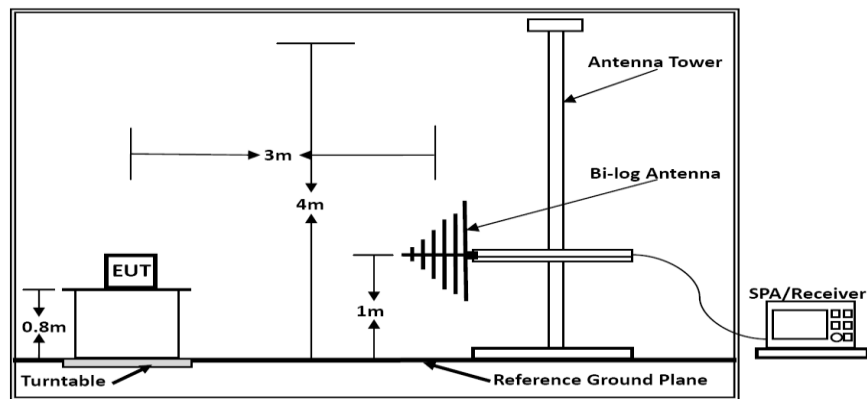 Antenna Tower
3m
Bi-log Antenna
4m
EUT
0.8m
1m
SPA/Receiver
Turntable
Reference Ground Plane